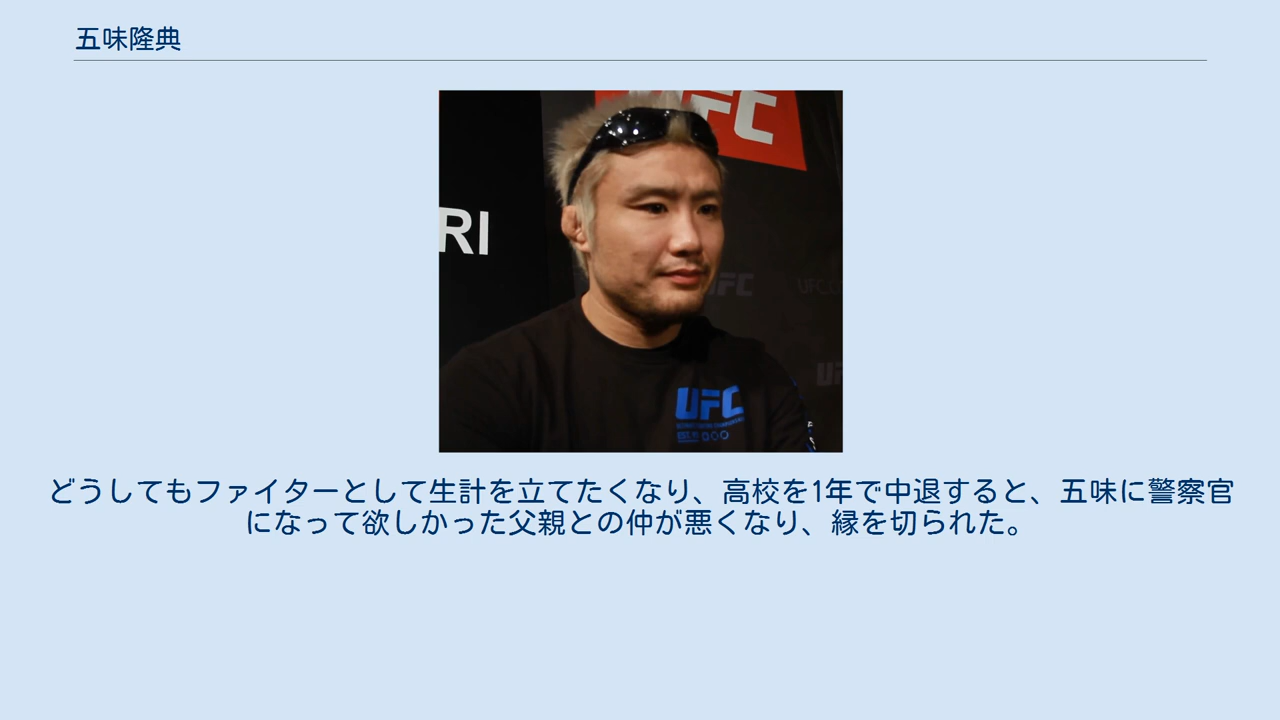 五味隆典
UFC
RI
UFC
UFC.C
UF
UFC
どうしてもファイターとして生計を立てたくなり、高校を1年で中退すると、五味に警察官
になって欲しかった父親との仲が悪くなり、縁を切られた。